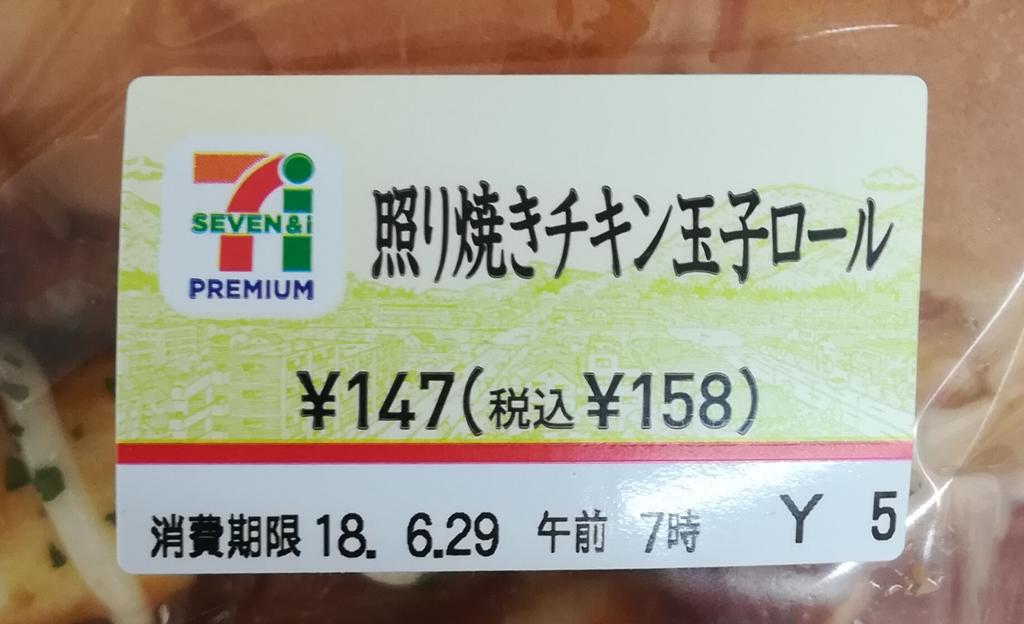 7i
SEVEN&i
PREMIUM
照り焼きチキン玉子ロール
¥147(税込¥158)
消費期限 18. 6.29 午前 7時 Y 5